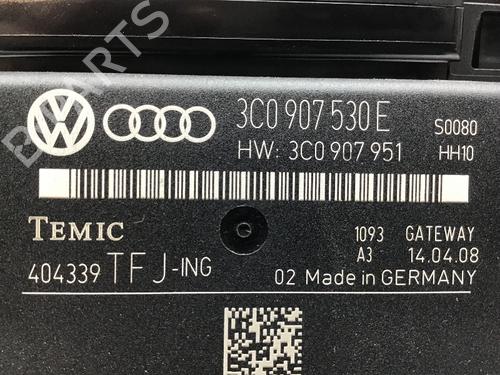 B-PARTS
3C0 907 530 E
S0080
HW: 3C0 907 951
HH10
TEMIC
1093 GATEWAY
A3 14.04.08
404339 TFJ-ING
02 Made in GERMANY